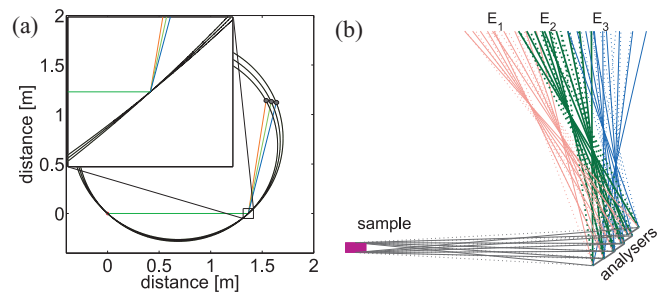 (a)
distance [m]
2
1.5
1
0.5
0
0
0.5
1
1.5
2
distance [m]
(b)
E1 E2 E3
sample
analysers